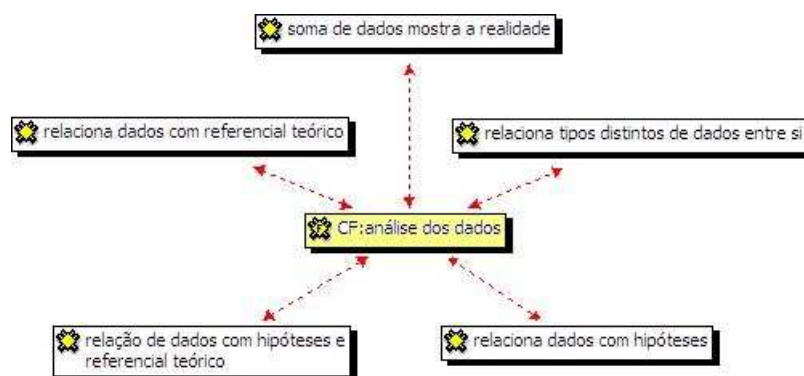 soma de dados mostra a realidade
relaciona dados com referencial teórico
relaciona tipos distintos de dados entre si
CF:análise dos dados
relação de dados com hipóteses e
referencial teórico
relaciona dados com hipóteses